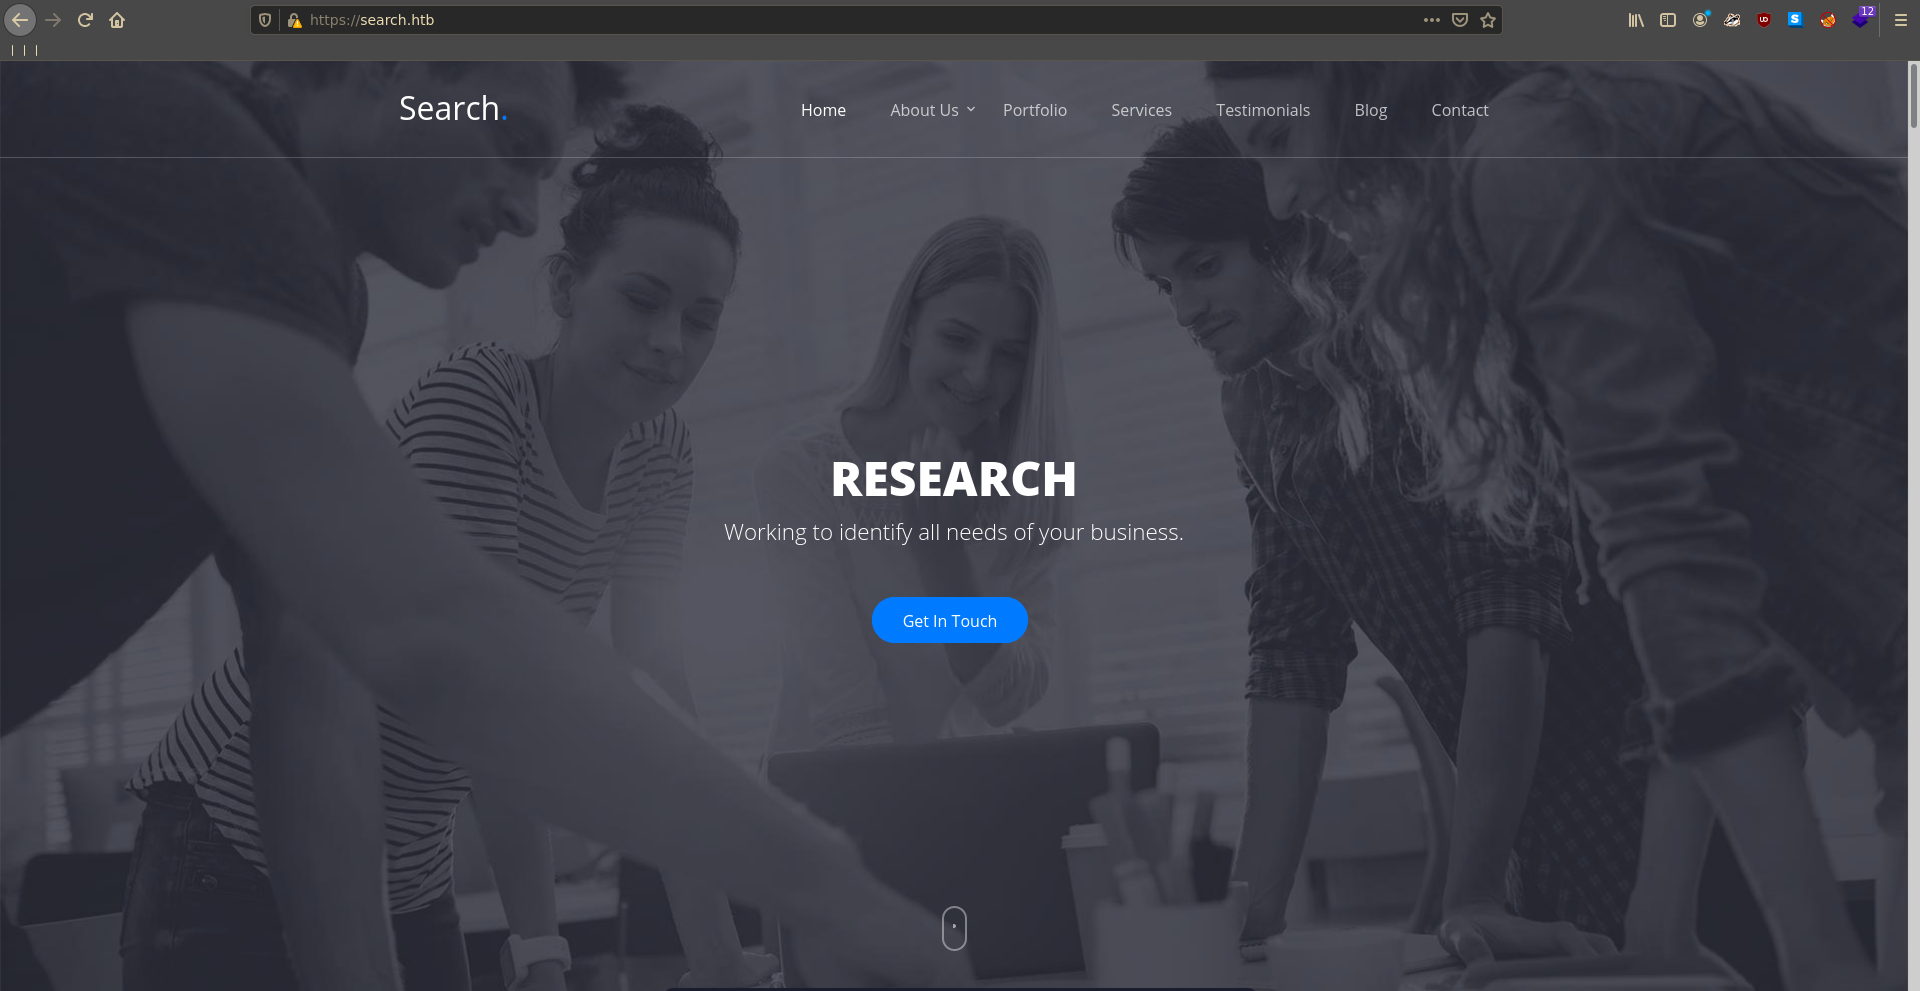 https://search.htb
12
Search.
Home
About Us
Portfolio
Services
Testimonials
Blog
Contact
RESEARCH
Working to identify all needs of your business.
Get In Touch